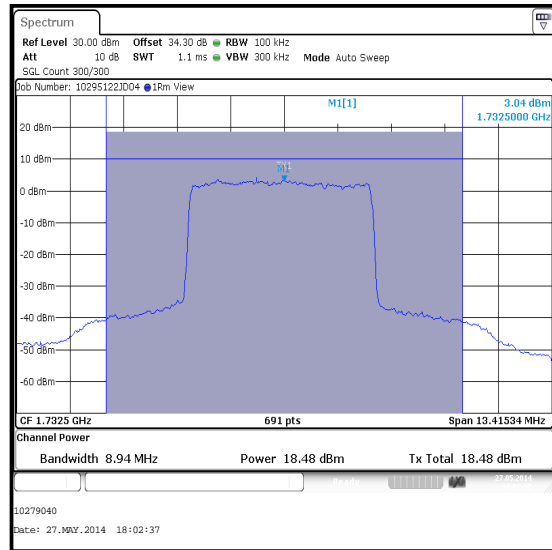 Spectrum
Ref Level 30.00 dBm Offset 34.30 dB RBW 100 kHz
Att 10 dB SWT 1.1 ms VBW 300 kHz Mode Auto Sweep
SGL Count 300/300
Job Number: 10295122JD04 1Rm View
M1[1] 3.04 dBm
1.7325000 GHz
20 dBm
10 dBm
M1
0 dBm
-10 dBm
-20 dBm
-30 dBm
-40 dBm
-50 dBm
-60 dBm
CF 1.7325 GHz 691 pts Span 13.41534 MHz
Channel Power
Bandwidth 8.94 MHz Power 18.48 dBm Tx Total 18.48 dBm
Ready 27.05.2014
10279040
Date: 27.MAY.2014 18:02:37